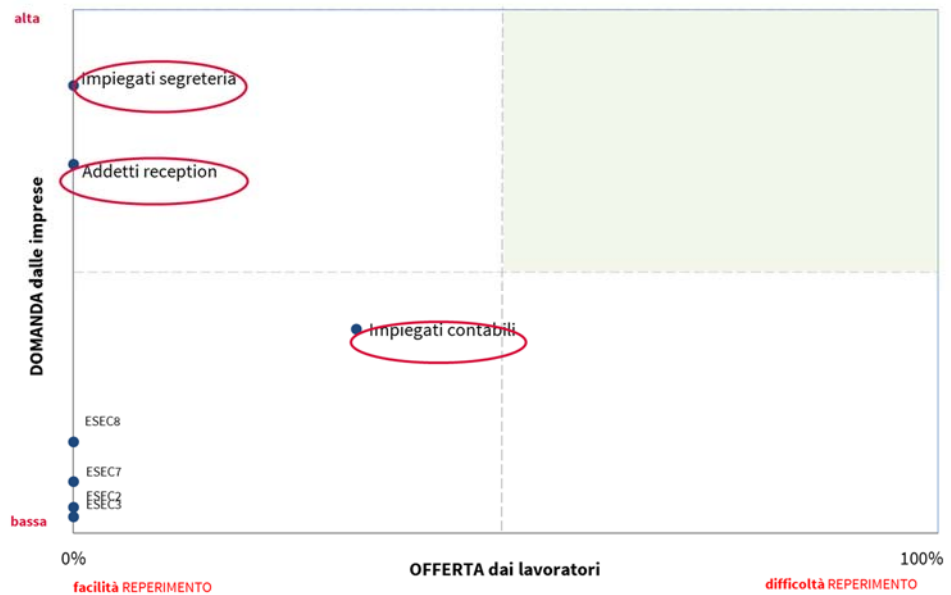 alta
Impiegati segreteria
Addetti reception
DOMANDA dalle imprese
Impiegati contabili
ESEC8
ESEC7
ESEC2
ESEC3
bassa
0%
100%
OFFERTA dai lavoratori
facilità REPERIMENTO
difficoltà REPERIMENTO